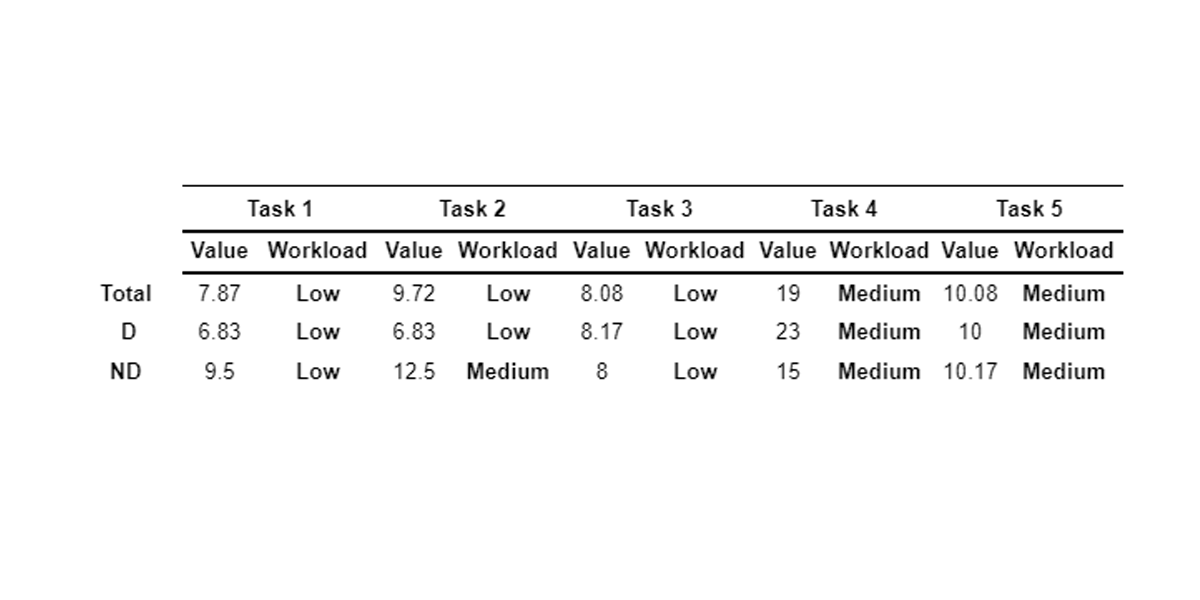 Task 1 Task 2 Task 3 Task 4 Task 5
Value Workload Value Workload Value Workload Value Workload Value Workload
Total 7.87 Low 9.72 Low 8.08 Low 19 Medium 10.08 Medium
D 6.83 Low 6.83 Low 8.17 Low 23 Medium 10 Medium
ND 9.5 Low 12.5 Medium 8 Low 15 Medium 10.17 Medium